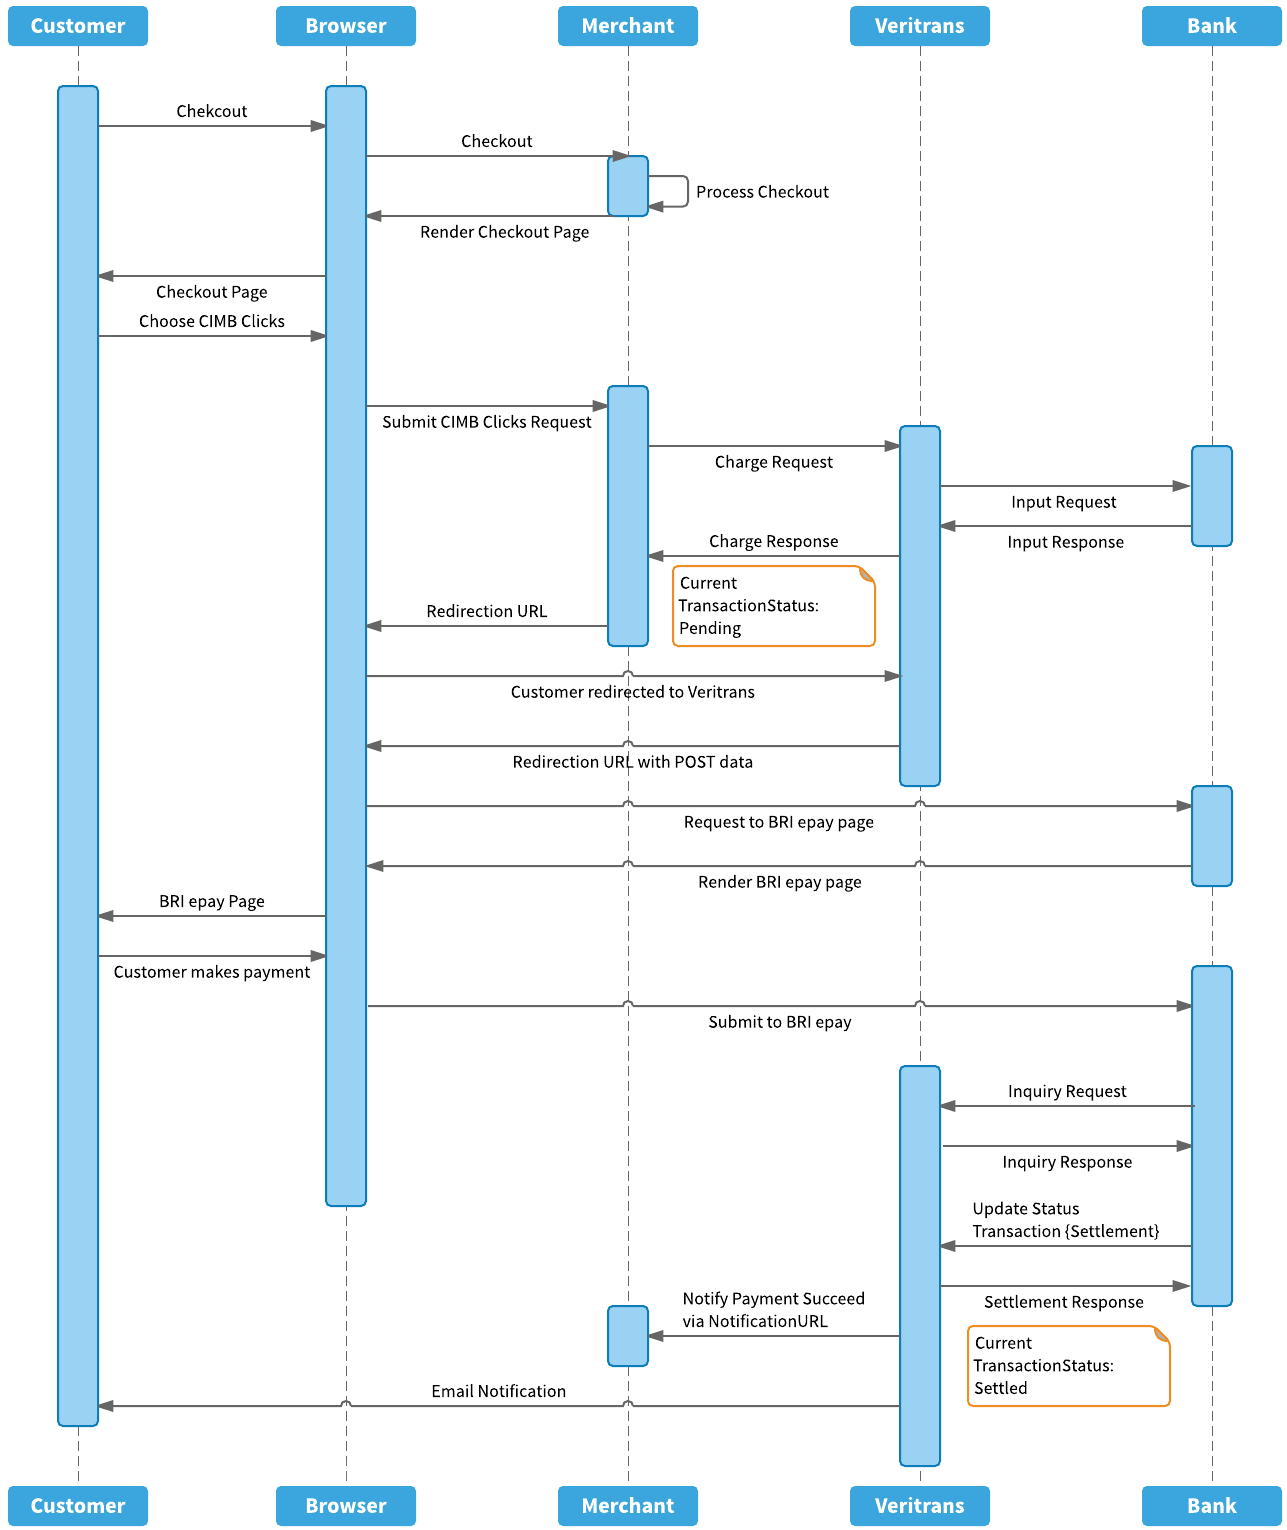 Customer
Browser
Merchant
Veritrans
Bank
Chekcout
Checkout
Process Checkout
Render Checkout Page
Checkout Page
Choose CIMB Clicks
Submit CIMB Clicks Request
Charge Request
Input Request
Charge Response
Input Response
Current
TransactionStatus:
Pending
Redirection URL
Customer redirected to Veritrans
Redirection URL with POST data
Request to BRI epay page
Render BRI epay page
BRI epay Page
Customer makes payment
Submit to BRI epay
Inquiry Request
Inquiry Response
Update Status
Transaction {Settlement}
Settlement Response
Notify Payment Succeed
via NotificationURL
Current
TransactionStatus:
Settled
Email Notification
Customer
Browser
Merchant
Veritrans
Bank